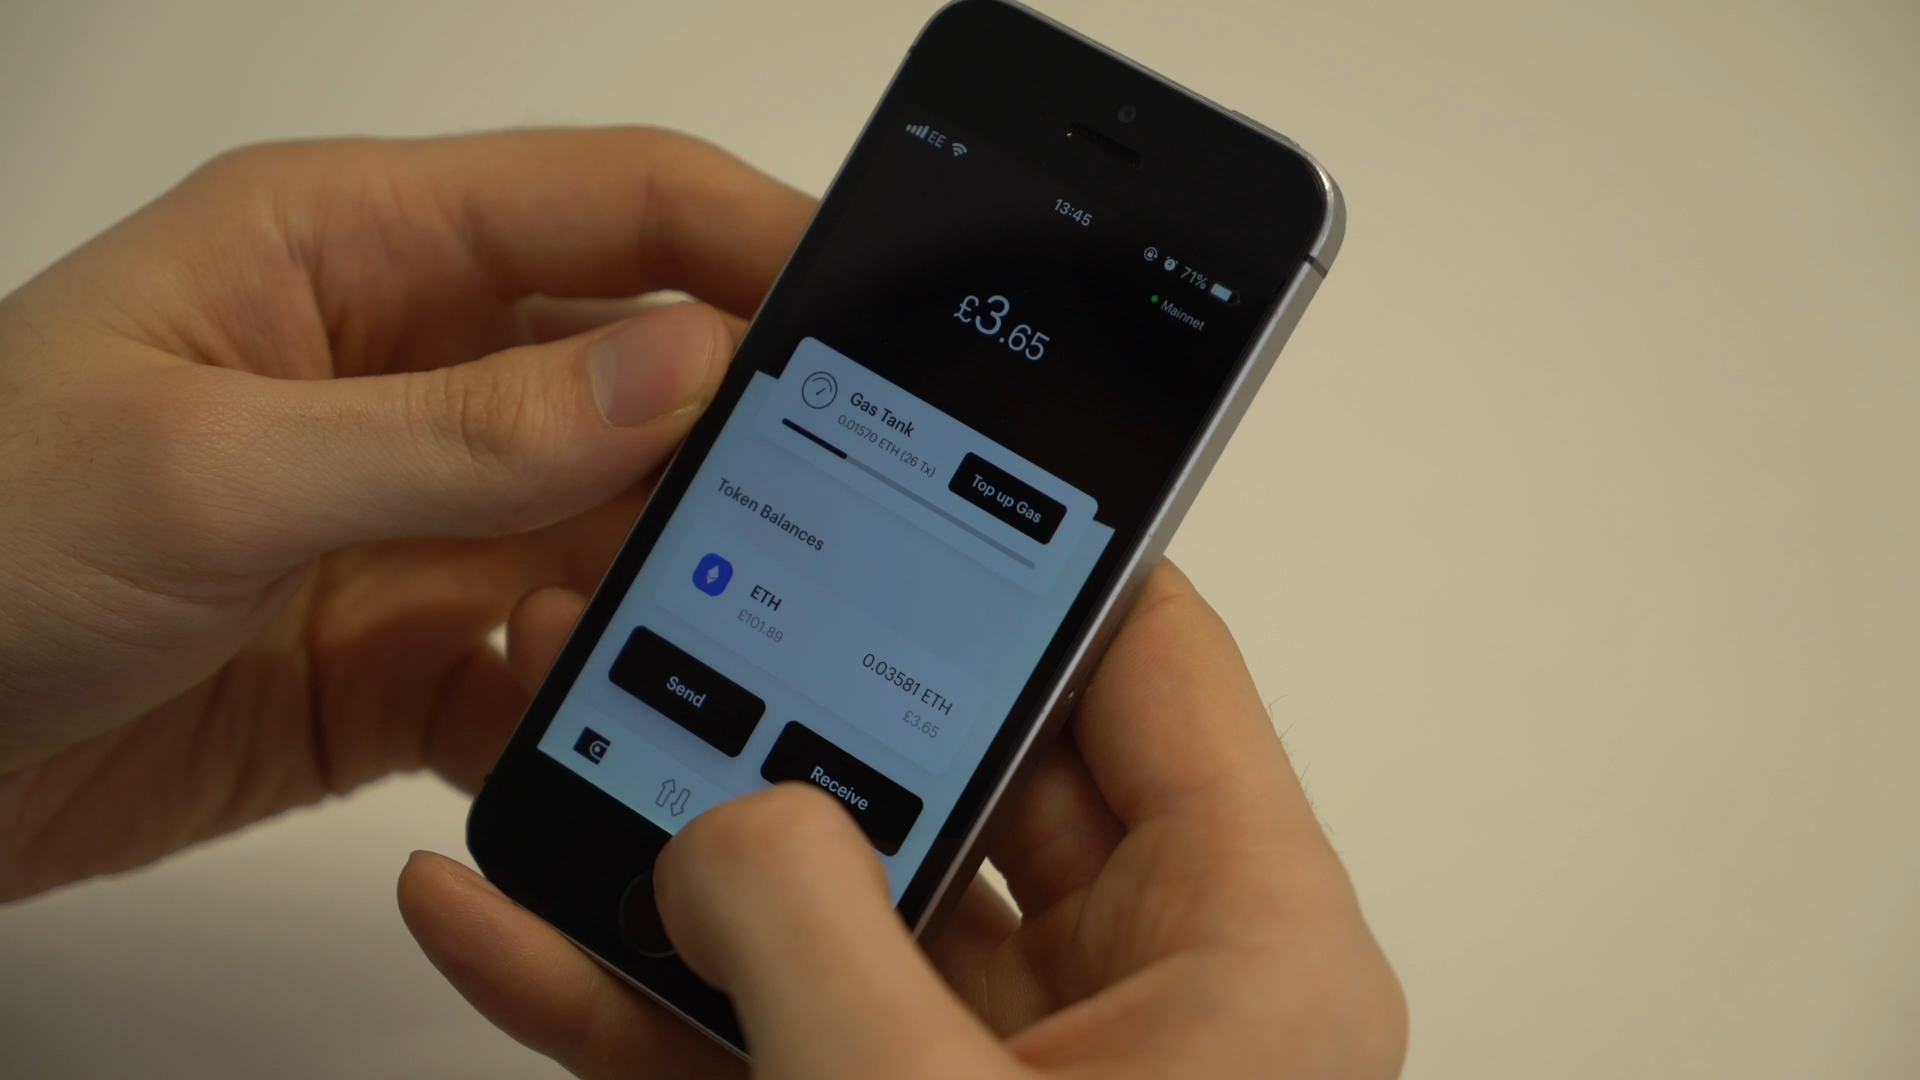 EE
13:45
71%
Mainnet
£3.65
Gas Tank
0.01570 ETH (26 Tx)
Top up Gas
Token Balances
ETH
£101.89
0.03581 ETH
£3.65
Send
Receive